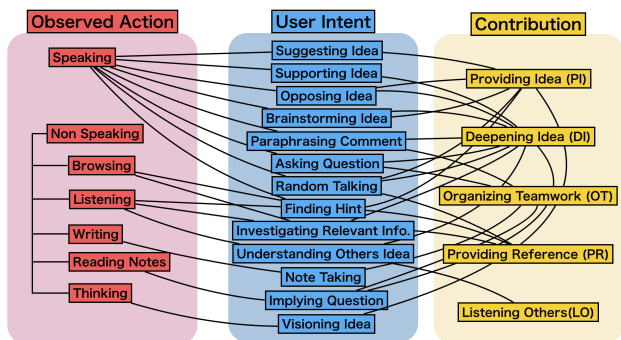 Observed Action
User Intent
Contribution
Speaking
Non Speaking
Browsing
Listening
Writing
Reading Notes
Thinking
Suggesting Idea
Supporting Idea
Opposing Idea
Brainstorming Idea
Paraphrasing Comment
Asking Question
Random Talking
Finding Hint
Investigating Relevant Info.
Understanding Others Idea
Note Taking
Implying Question
Visioning Idea
Providing Idea (PI)
Deepening Idea (DI)
Organizing Teamwork (OT)
Providing Reference (PR)
Listening Others(LO)